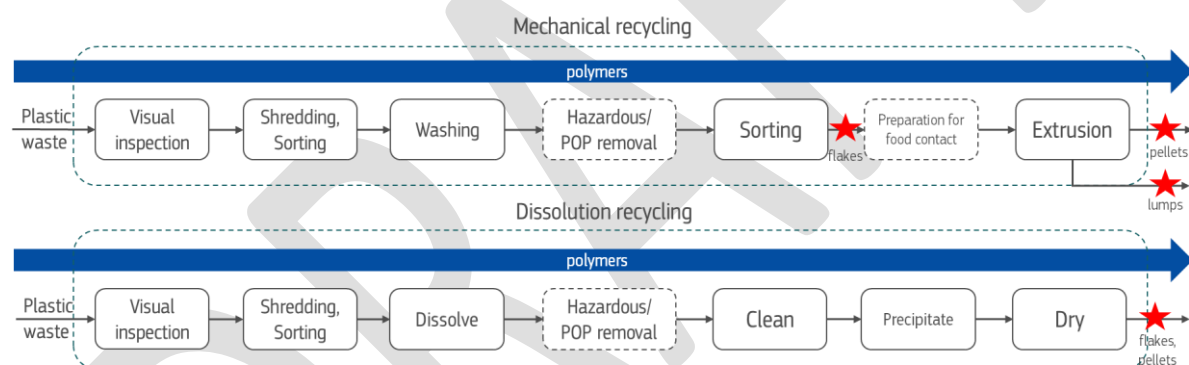 Mechanical recycling
polymers
Plastic
waste
Visual
inspection
Shredding,
Sorting
Washing
Hazardous/
POP removal
Sorting
flakes
Preparation for
food contact
Extrusion
pellets
lumps
Dissolution recycling
polymers
Plastic
waste
Visual
inspection
Shredding,
Sorting
Dissolve
Hazardous/
POP removal
Clean
Precipitate
Dry
flakes,
pellets